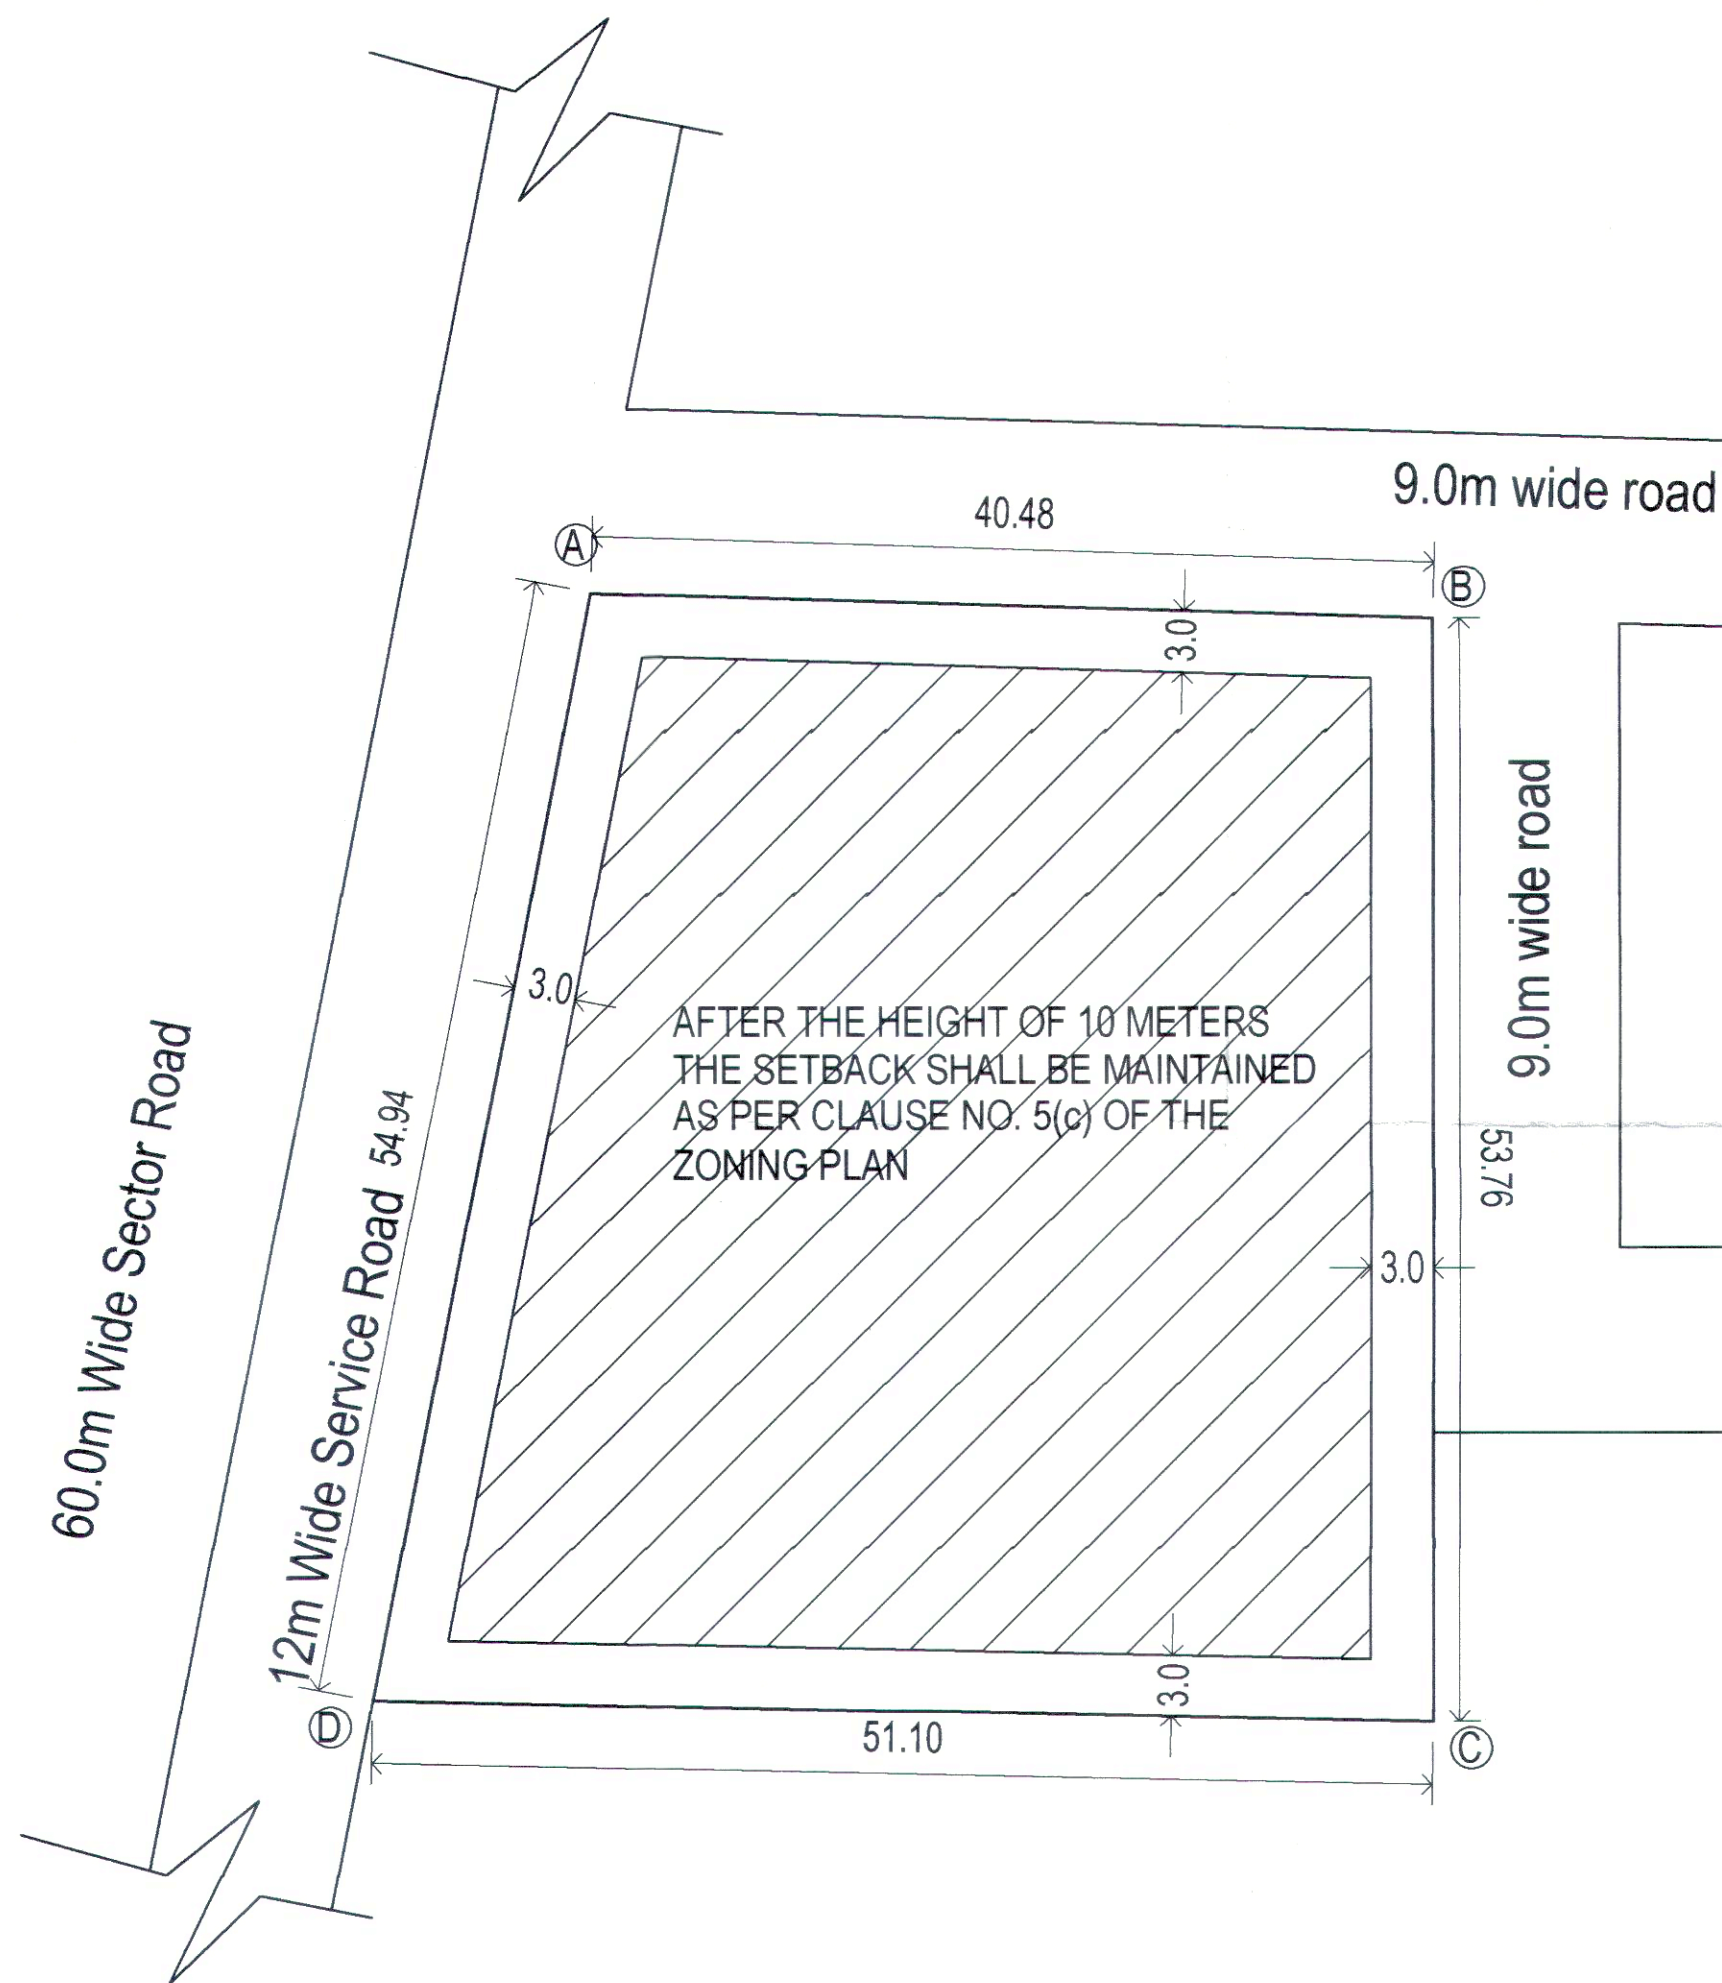 9.0m wide road
40.48
A
B
3.0
9.0m wide road
3.0
AFTER THE HEIGHT OF 10 METERS
THE SETBACK SHALL BE MAINTAINED
AS PER CLAUSE NO. 5(c) OF THE
ZONING PLAN
60.0m Wide Sector Road
12m Wide Service Road 54.94
53.76
3.0
3.0
D
51.10
C